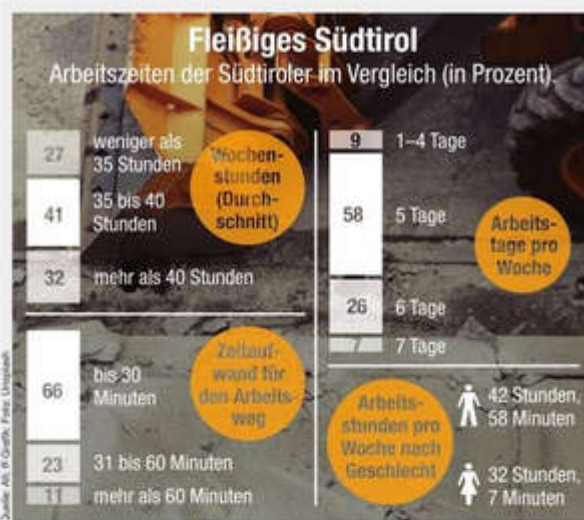 Fleißiges Südtirol
Arbeitszeiten der Südtiroler im Vergleich (in Prozent).
27
weniger als
35 Stunden
41
35 bis 40
Stunden
32
mehr als 40 Stunden
Wochen-
stunden
(Durch-
schnitt)
9
1–4 Tage
58
5 Tage
26
6 Tage
7
7 Tage
Arbeits-
tage pro
Woche
66
bis 30
Minuten
23
31 bis 60 Minuten
11
mehr als 60 Minuten
Zeitauf-
wand für
den Arbeits-
weg
Arbeits-
stunden pro
Woche nach
Geschlecht
42 Stunden,
58 Minuten
32 Stunden,
7 Minuten
Foto: Unsplash